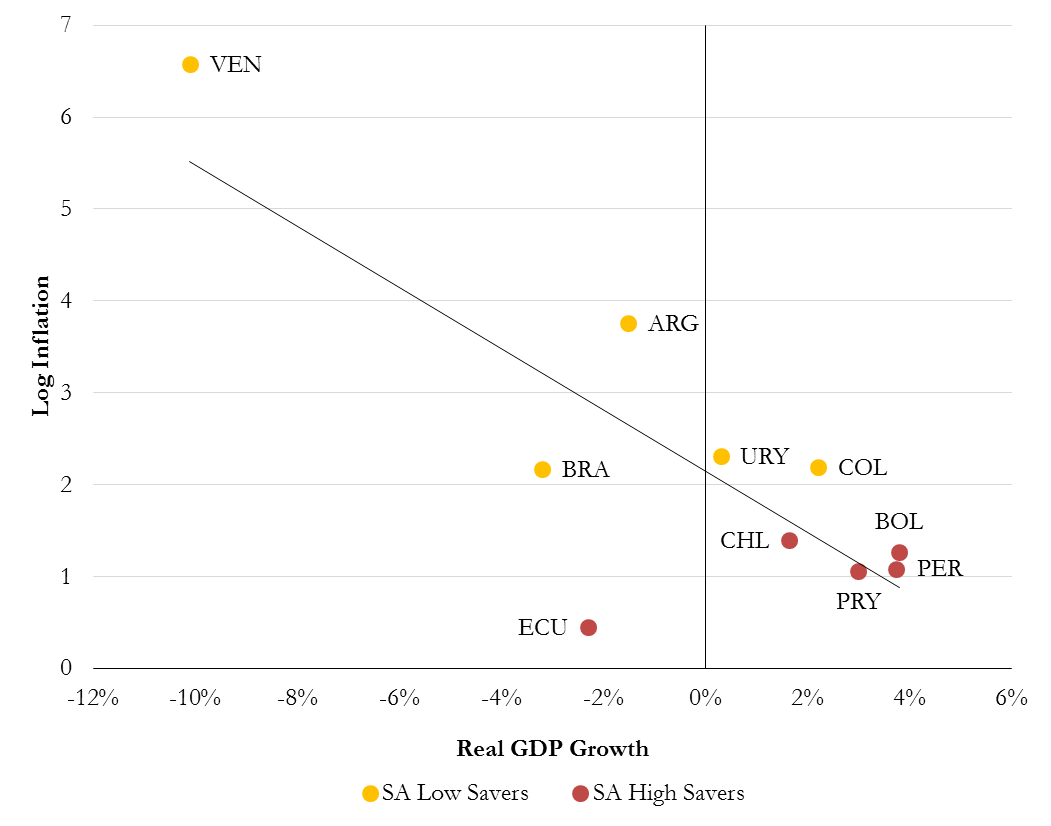 7
VEN
6
5
4
ARG
Log Inflation
3
BRA
URY
COL
2
BOL
CHL
PER
1
PRY
ECU
0
-12% -10% -8% -6% -4% -2% 0% 2% 4% 6%
Real GDP Growth
SA Low Savers SA High Savers